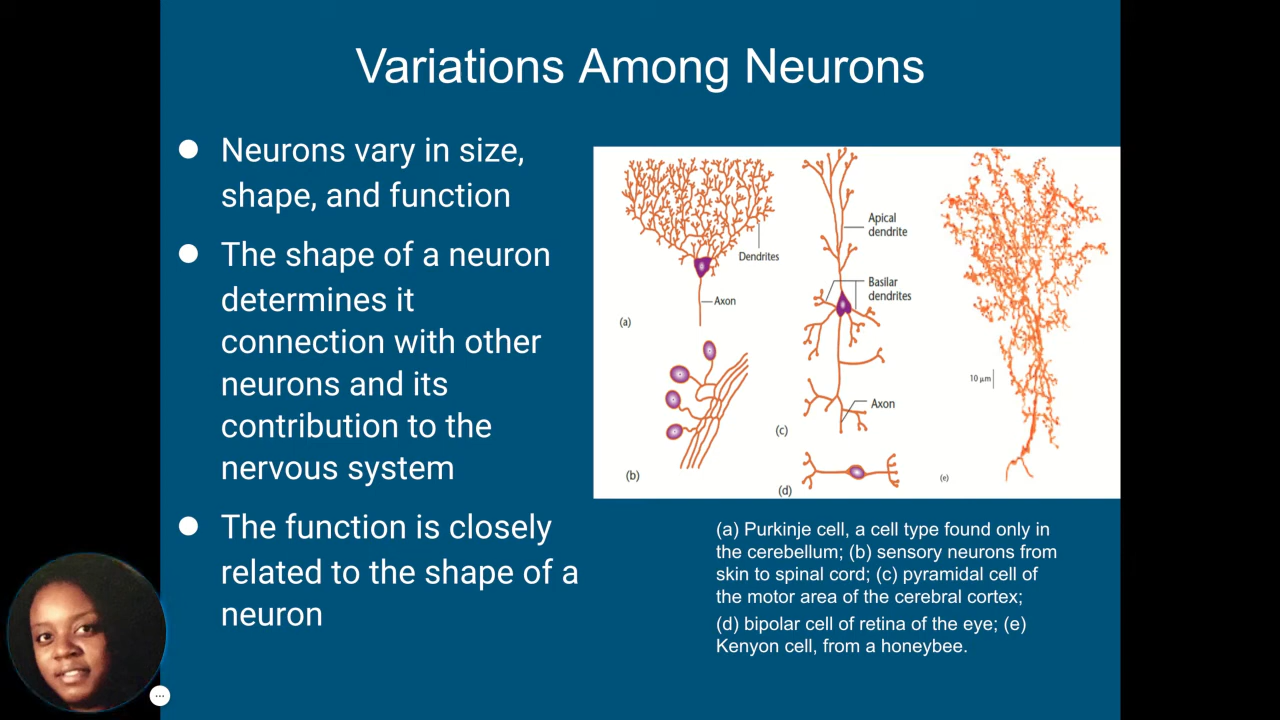 Variations Among Neurons
● Neurons vary in size,
shape, and function
● The shape of a neuron
determines it
connection with other
neurons and its
contribution to the
nervous system
● The function is closely
related to the shape of a
neuron
Dendrites
Axon
(a)
(b)
Apical
dendrite
Basilar
dendrites
Axon
(c)
(d)
10 µm
(e)
(a) Purkinje cell, a cell type found only in
the cerebellum; (b) sensory neurons from
skin to spinal cord; (c) pyramidal cell of
the motor area of the cerebral cortex;
(d) bipolar cell of retina of the eye; (e)
Kenyon cell, from a honeybee.